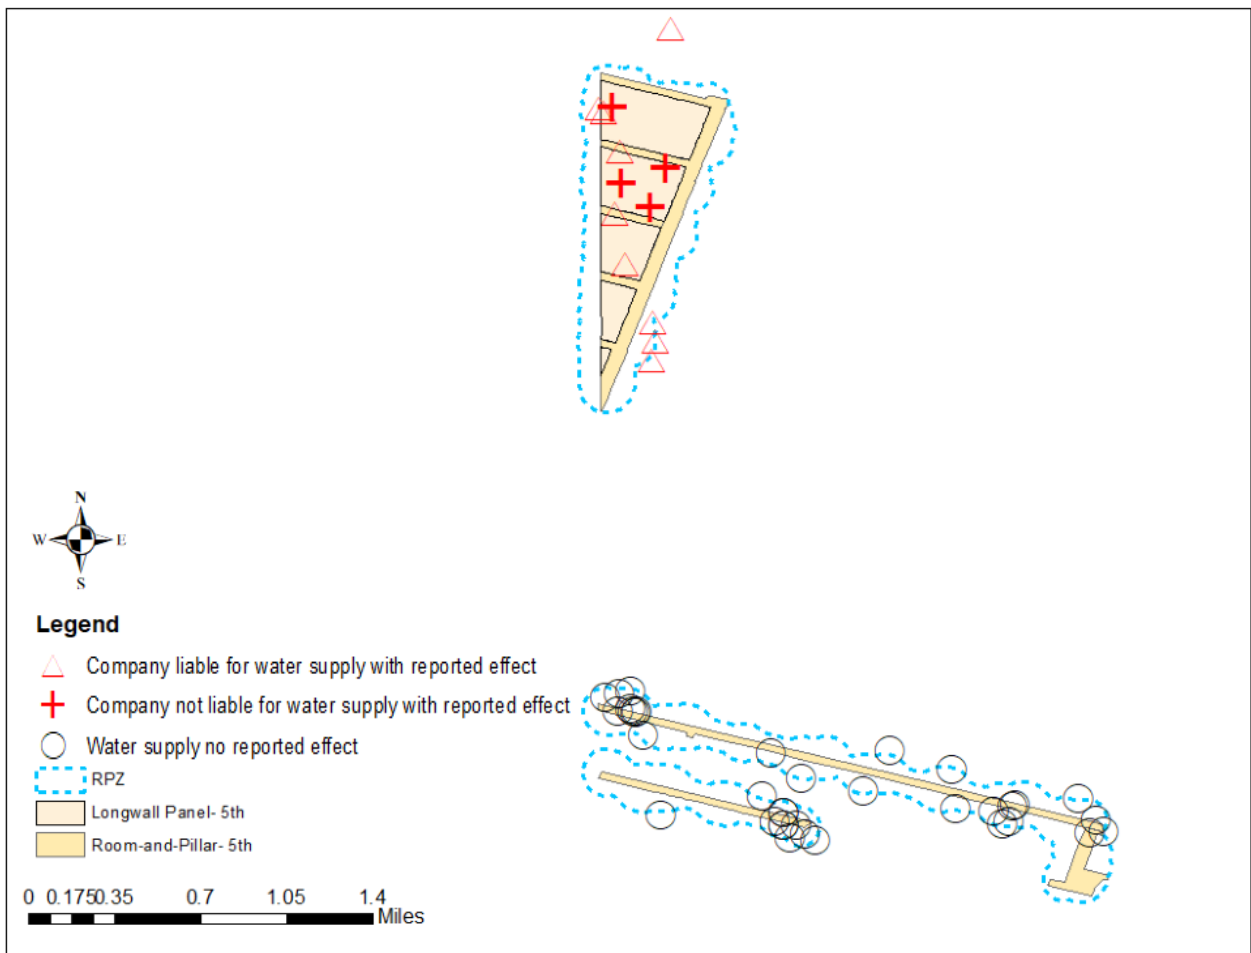 N
W E
S
Legend
Company liable for water supply with reported effect
Company not liable for water supply with reported effect
Water supply no reported effect
RPZ
Longwall Panel- 5th
Room-and-Pillar- 5th
0 0.1750.35 0.7 1.05 1.4
Miles